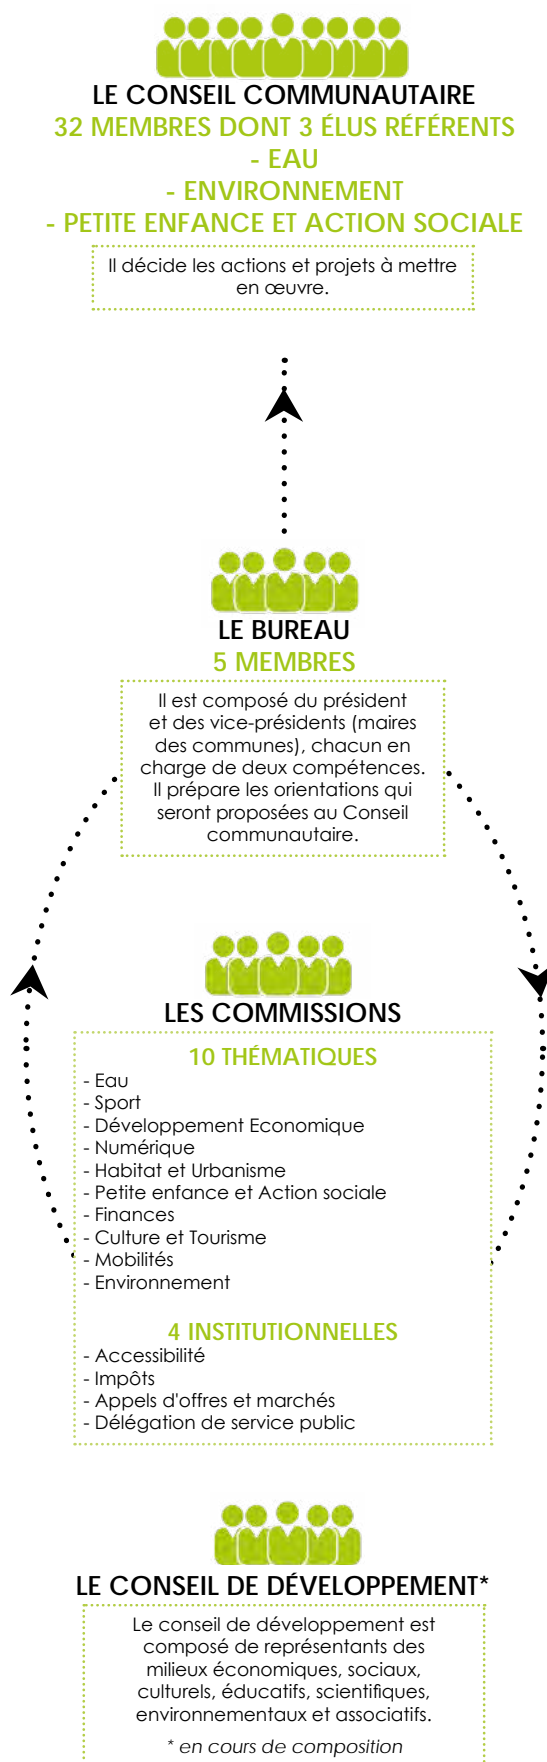 LE CONSEIL COMMUNAUTAIRE
32 MEMBRES DONT 3 ÉLUS RÉFÉRENTS
- EAU
- ENVIRONNEMENT
- PETITE ENFANCE ET ACTION SOCIALE
Il décide les actions et projets à mettre
en œuvre.
LE BUREAU
5 MEMBRES
Il est composé du président
et des vice-présidents (maires
des communes), chacun en
charge de deux compétences.
Il prépare les orientations qui
seront proposées au Conseil
communautaire.
LES COMMISSIONS
10 THÉMATIQUES
- Eau
- Sport
- Développement Economique
- Numérique
- Habitat et Urbanisme
- Petite enfance et Action sociale
- Finances
- Culture et Tourisme
- Mobilités
- Environnement
4 INSTITUTIONNELLES
- Accessibilité
- Impôts
- Appels d'offres et marchés
- Délégation de service public
LE CONSEIL DE DÉVELOPPEMENT*
Le conseil de développement est
composé de représentants des
milieux économiques, sociaux,
culturels, éducatifs, scientifiques,
environnementaux et associatifs.
* en cours de composition